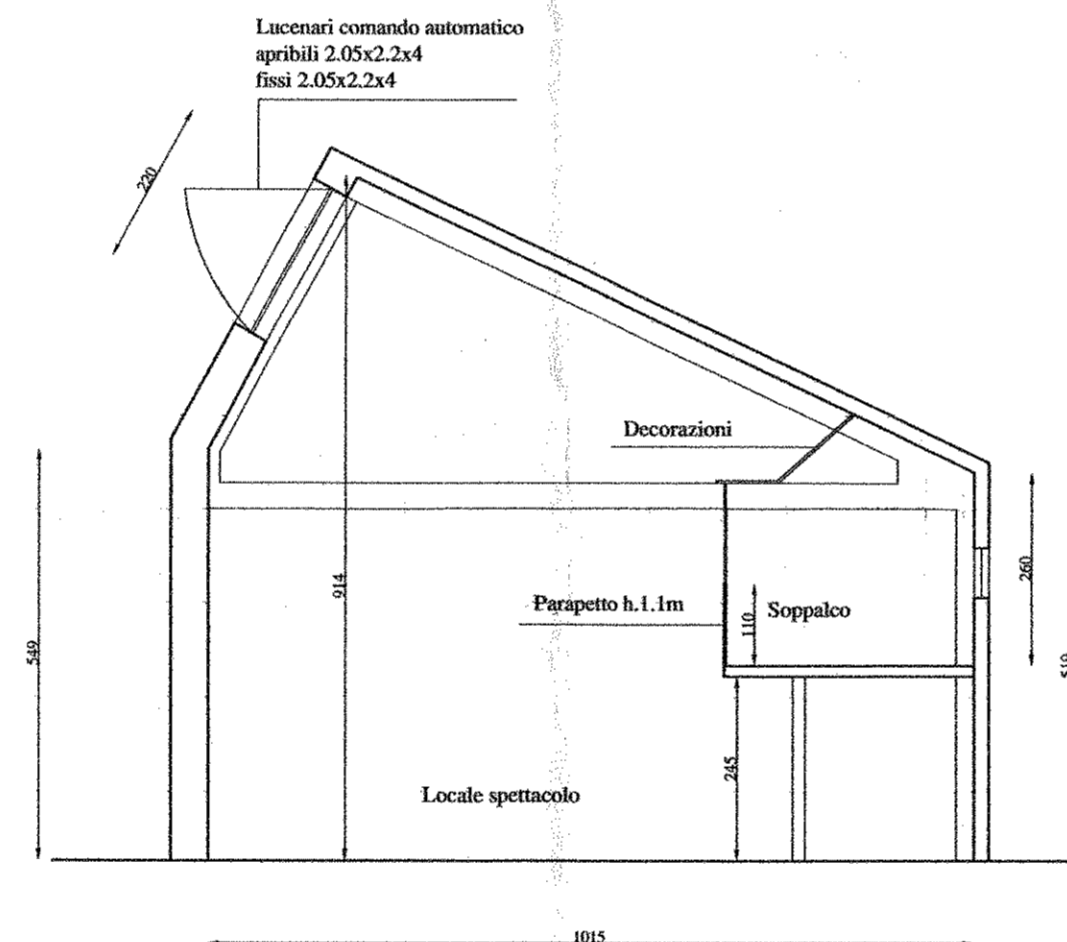 Lucenari comando automatico
apribili 2.05x2.2x4
fissi 2.05x2.2x4
220
Decorazioni
914
Parapetto h.1.1m
110
Soppalco
260
549
510
245
Locale spettacolo
1015